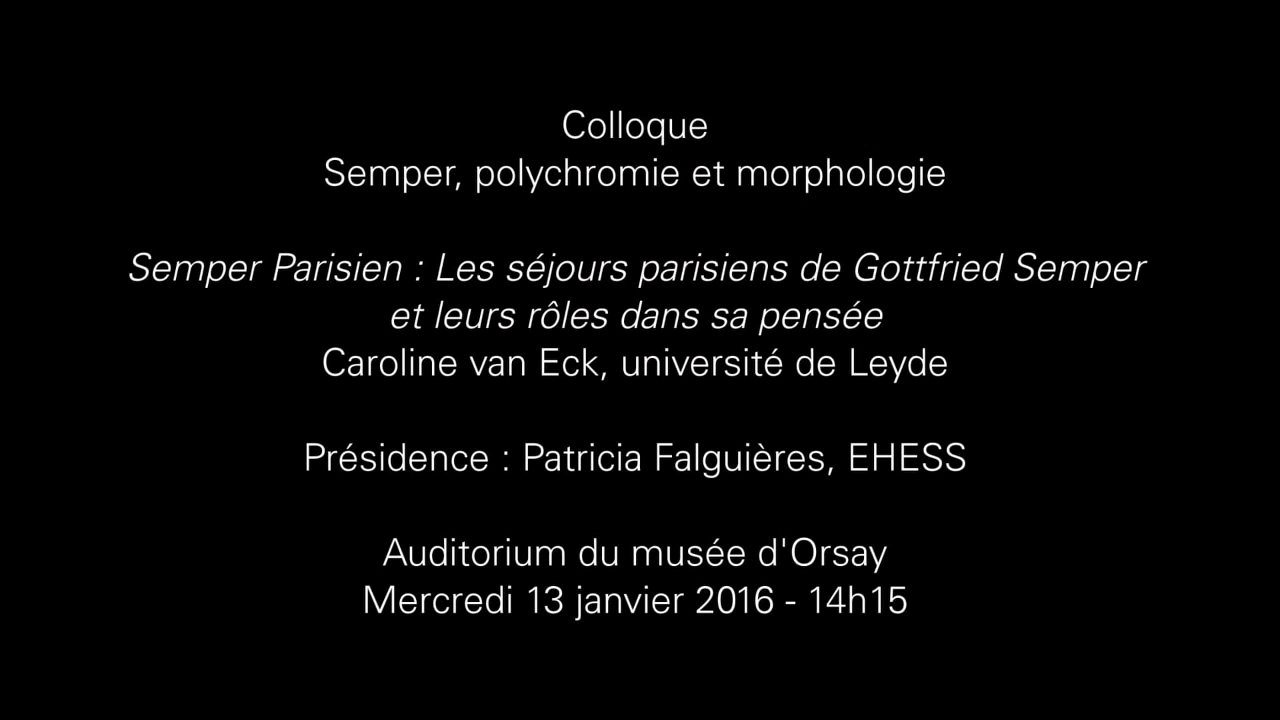 Colloque
Semper, polychromie et morphologie
Semper Parisien : Les séjours parisiens de Gottfried Semper
et leurs rôles dans sa pensée
Caroline van Eck, université de Leyde
Présidence : Patricia Falguières, EHESS
Auditorium du musée d'Orsay
Mercredi 13 janvier 2016 - 14h15